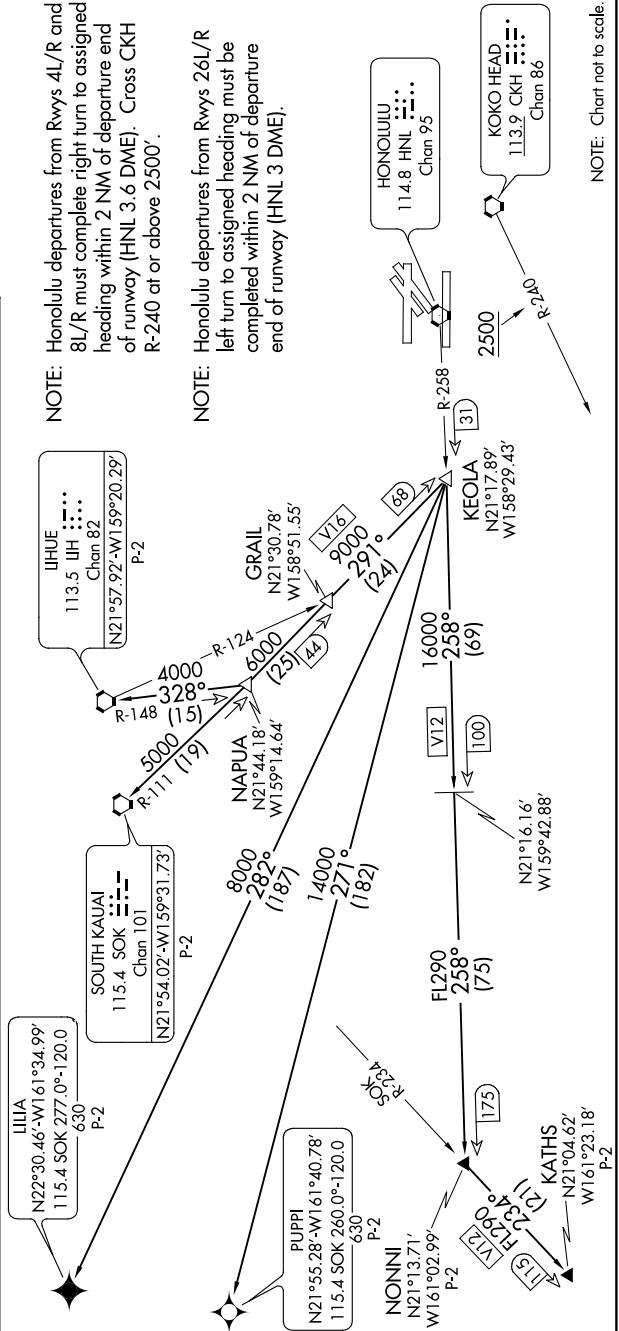 NOTE: Honolulu departures from Rwys 4L/R and
8L/R must complete right turn to assigned
heading within 2 NM of departure end
of runway (HNL 3.6 DME). Cross CKH
R-240 at or above 2500'.
NOTE: Honolulu departures from Rwys 26L/R
left turn to assigned heading must be
completed within 2 NM of departure
end of runway (HNL 3 DME).
LIHUE
113.5 LIH
Chan 82
N21°57.92'-W159°20.29'
P-2
SOUTH KAUAI
115.4 SOK
Chan 101
N21°54.02'-W159°31.73'
P-2
LILIA
N22°30.46'-W161°34.99'
115.4 SOK 277.0°-120.0
630
P-2
PUPPI
N21°55.28'-W161°40.78'
115.4 SOK 260.0°-120.0
630
P-2
HONOLULU
114.8 HNL
Chan 95
KOKO HEAD
113.9 CKH
Chan 86
R-240
2500
R-258
31
KEOLA
N21°17.89'
W158°29.43'
68
V16
9000
291°
(24)
GRAIL
N21°30.78'
W158°51.55'
R-124
6000
(25)
44
4000
328°
(15)
R-148
NAPUA
N21°44.18'
W159°14.64'
5000
(19)
R-111
8000
282°
(187)
14000
271°
(182)
16000
258°
(69)
V12
100
N21°16.16'
W159°42.88'
FL290
258°
(75)
SOK
R-234
175
NONNI
N21°13.71'
W161°02.99'
P-2
FL290
234°
(21)
V12
115
KATHS
N21°04.62'
W161°23.18'
P-2
NOTE: Chart not to scale.